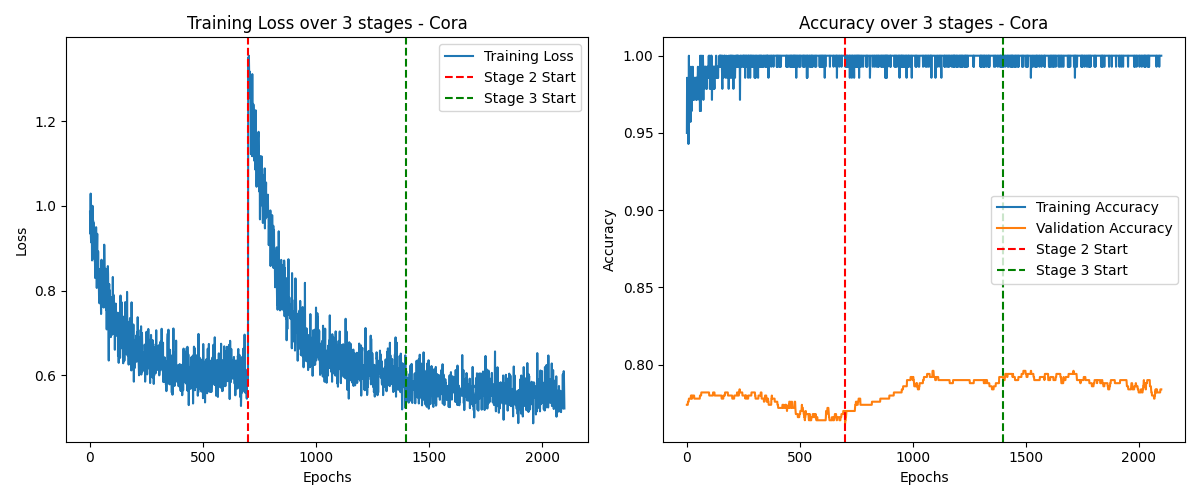 Training Loss over 3 stages - Cora
Loss
1.2
1.0
0.8
0.6
0
500
1000
1500
2000
Epochs
Training Loss
Stage 2 Start
Stage 3 Start
Accuracy over 3 stages - Cora
Accuracy
1.00
0.95
0.90
0.85
0.80
0
500
1000
1500
2000
Epochs
Training Accuracy
Validation Accuracy
Stage 2 Start
Stage 3 Start